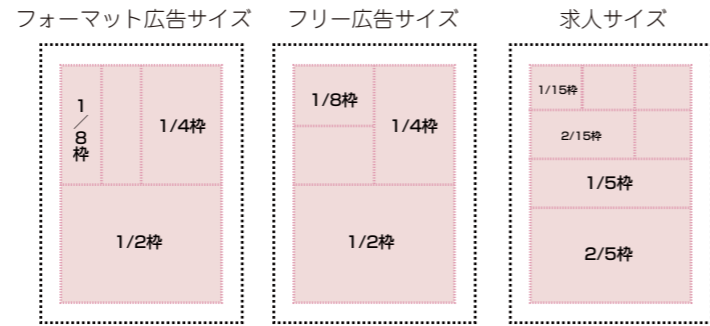 フォーマット広告サイズ
1／8枠
1/4枠
1/2枠
フリー広告サイズ
1/8枠
1/4枠
1/2枠
求人サイズ
1/15枠
2/15枠
1/5枠
2/5枠